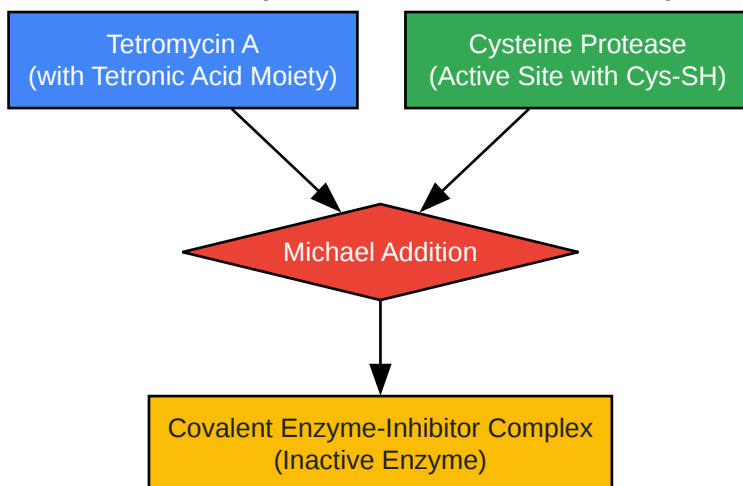 Tetromycin A
(with Tetronic Acid Moiety)
Cysteine Protease
(Active Site with Cys-SH)
Michael Addition
Covalent Enzyme-Inhibitor Complex
(Inactive Enzyme)